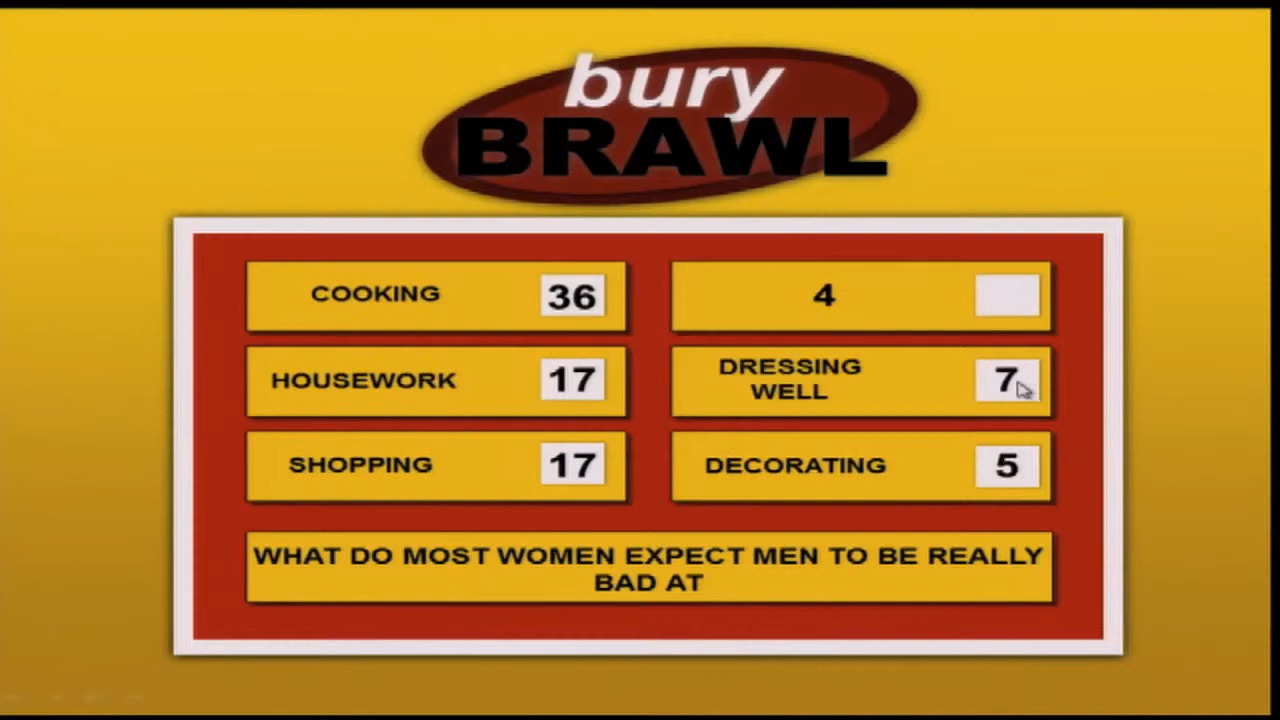 bury
BRAWL
COOKING 36
4
HOUSEWORK 17
DRESSING
WELL 7
SHOPPING 17
DECORATING 5
WHAT DO MOST WOMEN EXPECT MEN TO BE REALLY
BAD AT